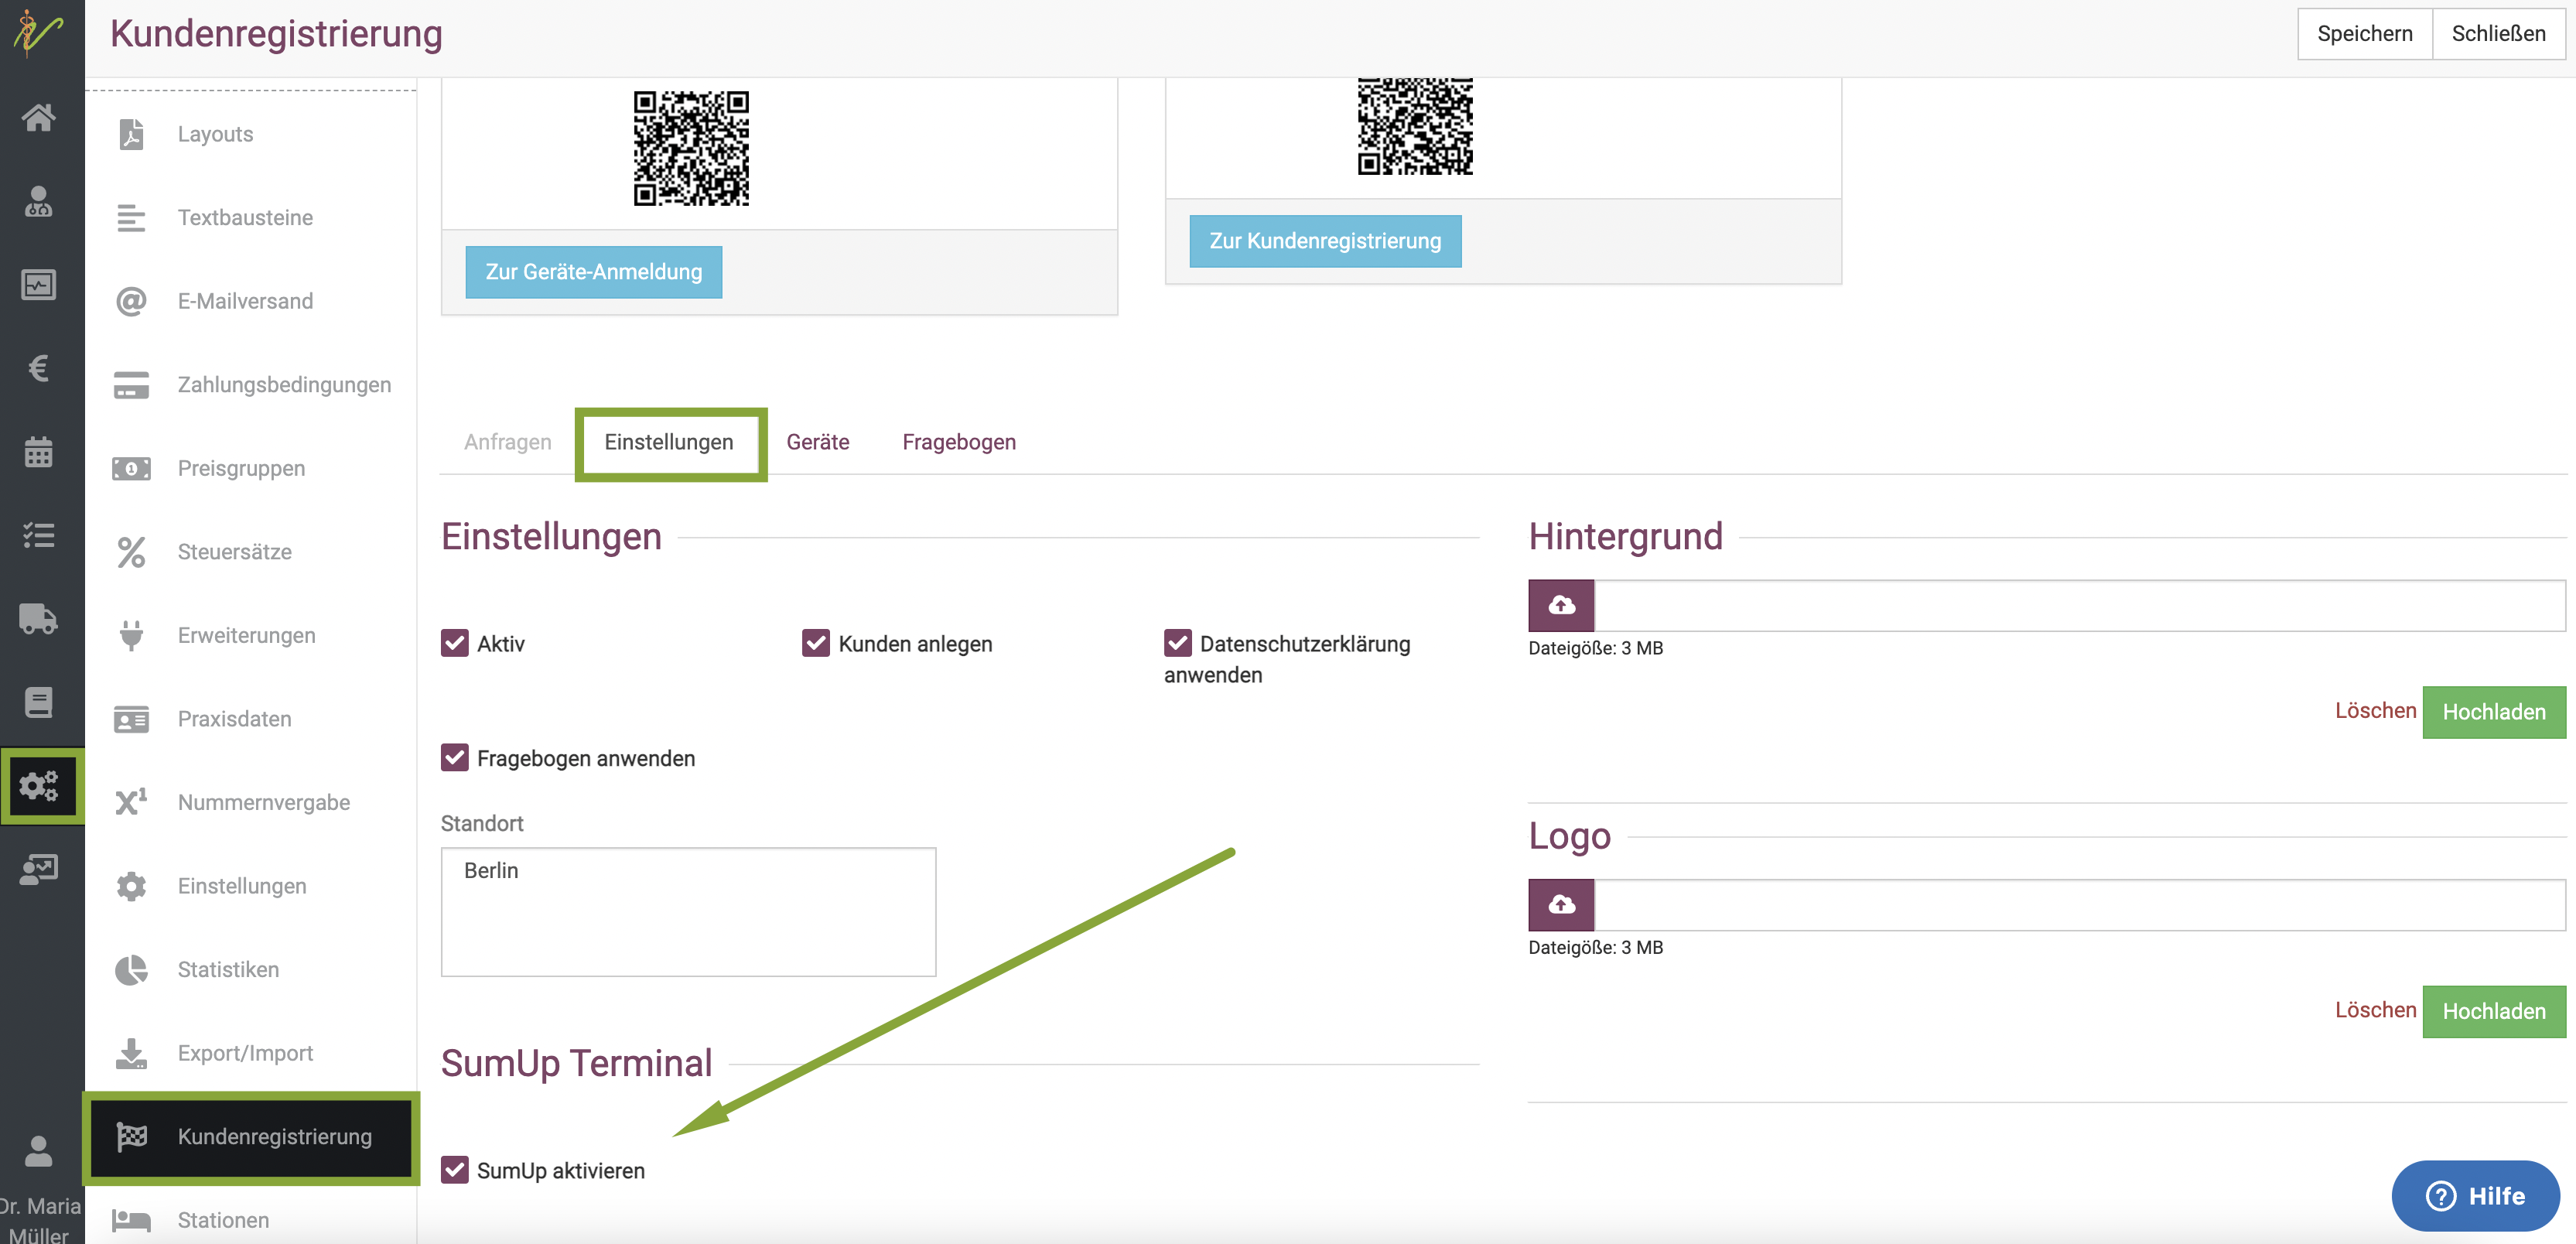 Kundenregistrierung
Speichern
Schließen
Layouts
Textbausteine
E-Mailversand
Zahlungsbedingungen
Preisgruppen
Steuersätze
Erweiterungen
Praxisdaten
Nummernvergabe
Einstellungen
Statistiken
Export/Import
Kundenregistrierung
Stationen
Dr. Maria
Müller
Zur Geräte-Anmeldung
Zur Kundenregistrierung
Anfragen
Einstellungen
Geräte
Fragebogen
Einstellungen
Aktiv
Kunden anlegen
Datenschutzerklärung
anwenden
Fragebogen anwenden
Standort
Berlin
SumUp Terminal
SumUp aktivieren
Hintergrund
Dateigöße: 3 MB
Löschen
Hochladen
Logo
Dateigöße: 3 MB
Löschen
Hochladen
Hilfe